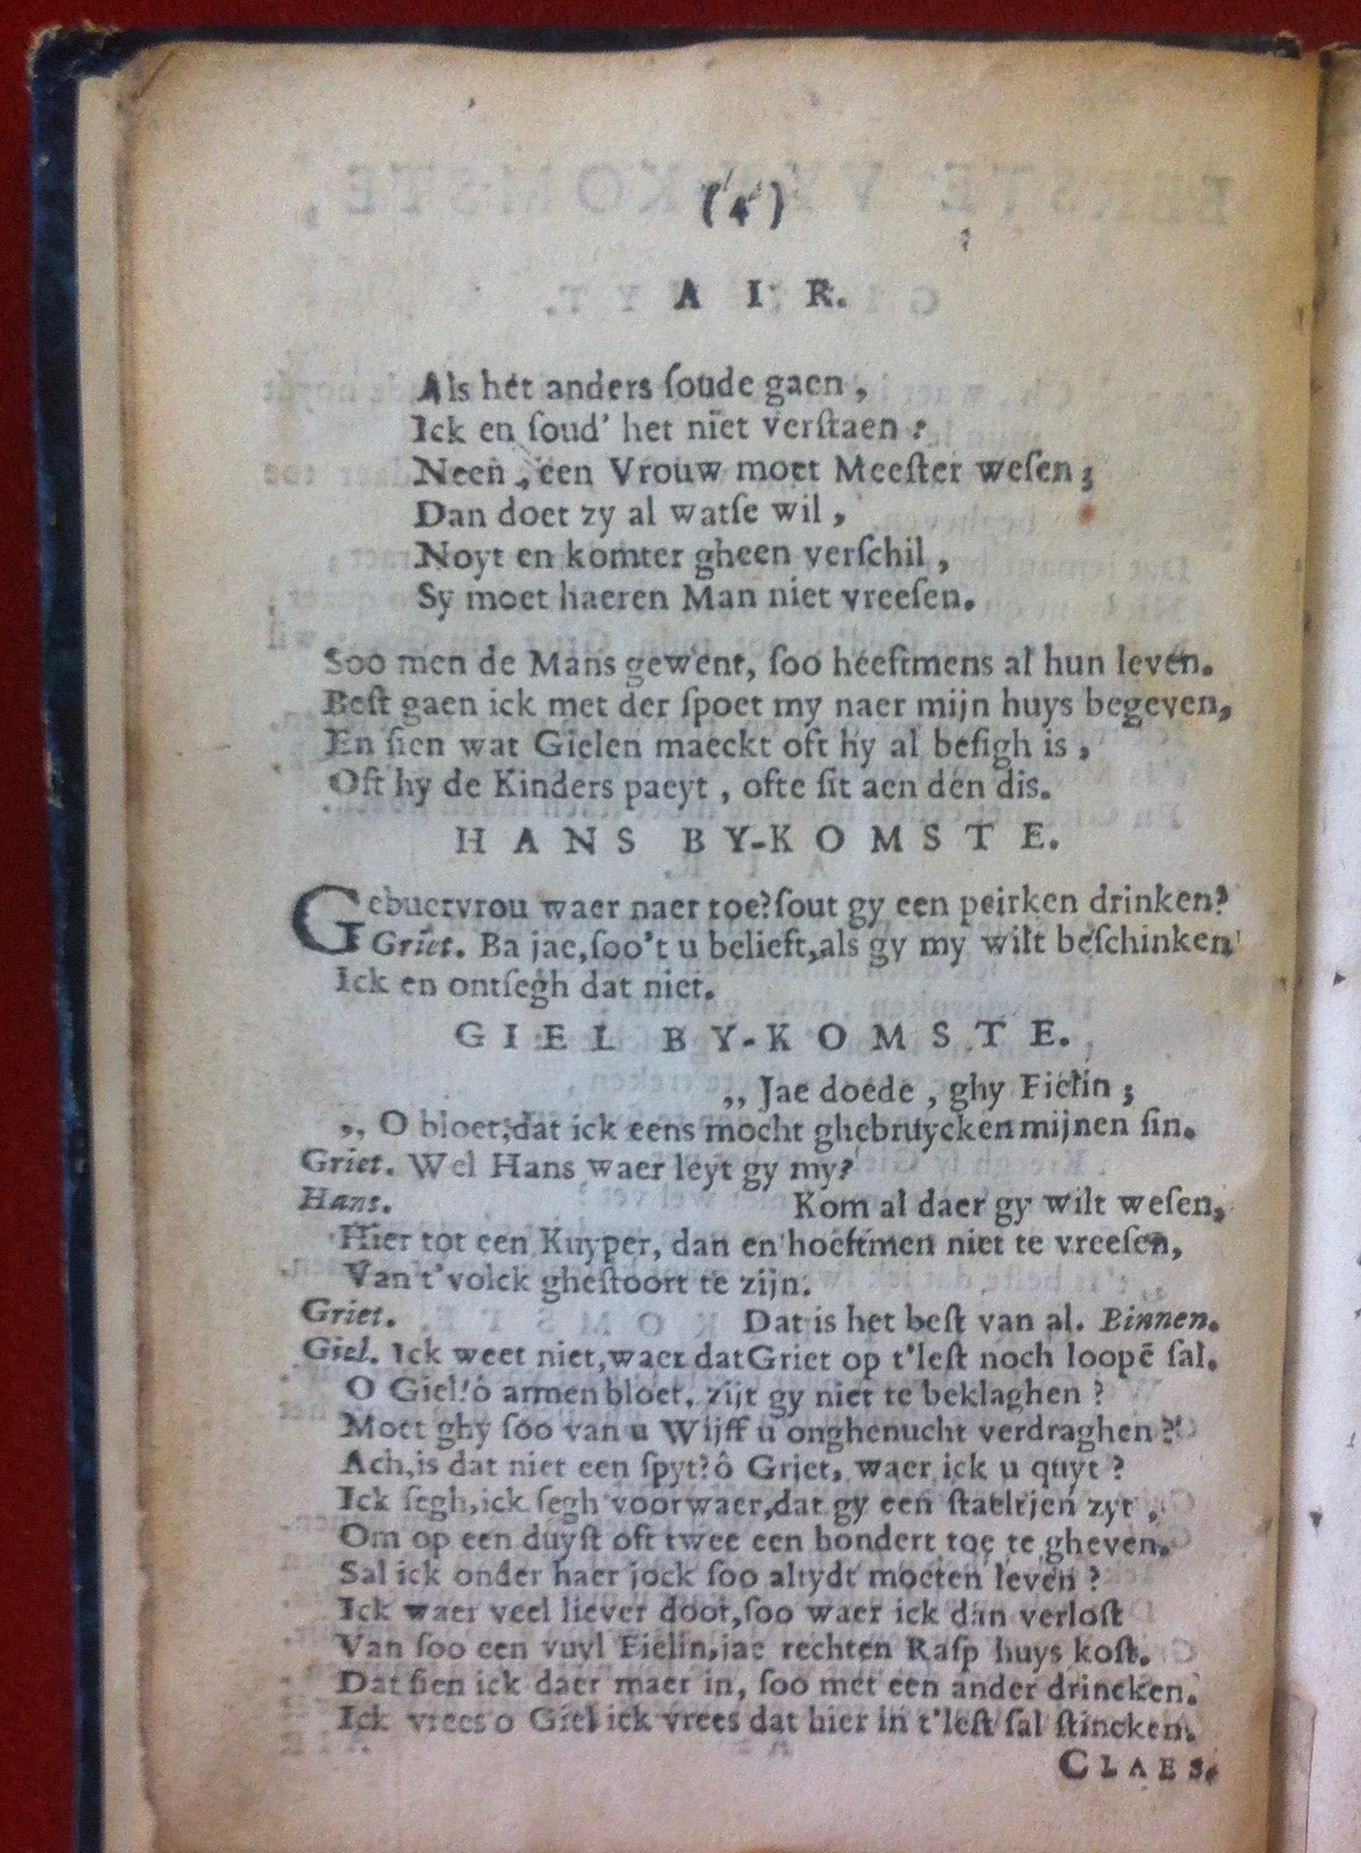 (4)
A I R.
Als het anders ſoude gaen,
Ick en ſoud' het niet verſtaen:
Neen, een Vrouw moet Meeſter weſen;
Dan doet zy al watſe wil,
Noyt en komter gheen verſchil,
Sy moet haeren Man niet vreeſen.
Soo men de Mans gewent, ſoo heeftmens al hun leven.
Beſt gaen ick met der ſpoet my naer mijn huys begeven,
En ſien wat Gielen maeckt oft hy al beſigh is,
Oft hy de Kinders paeyt, ofte ſit aen den dis.
HANS BY-KOMSTE.
Gebuervrou waer naer toe? ſout gy een peirken drinken?
Griet. Ba jae, ſoo't u belieft, als gy my wilt beſchinken
Ick en ontſegh dat niet.
GIEL BY-KOMSTE.
,, Jae doede, ghy Fielin;
,, O bloet, dat ick eens mocht ghebruycken mijnen ſin.
Griet. Wel Hans waer leyt gy my?
Hans. Kom al daer gy wilt weſen,
Hier tot een Kuyper, dan en hoeftmen niet te vreeſen,
Van t'volck gheſtoort te zijn.
Griet. Dat is het beſt van al. Binnen.
Giel. Ick weet niet, waer dat Griet op t'leſt noch loopē ſal.
O Giel! ô armen bloet, zijt gy niet te beklaghen?
Moet ghy ſoo van u Wijff u onghenucht verdraghen?
Ach, is dat niet een ſpyt? ô Griet, waer ick u quyt?
Ick ſegh, ick ſegh voorwaer, dat gy een ſtaeltjen zyt,
Om op een duyſt oft twee een hondert toe te gheven.
Sal ick onder haer jock ſoo altydt moeten leven?
Ick waer veel liever doot, ſoo waer ick dan verloſt
Van ſoo een vuyl Fielin, jae rechten Raſp huys koſt.
Dat ſien ick daer maer in, ſoo met een ander drincken.
Ick vrees o Giel ick vrees dat hier in t'leſt ſal ſtincken.
CLAES.